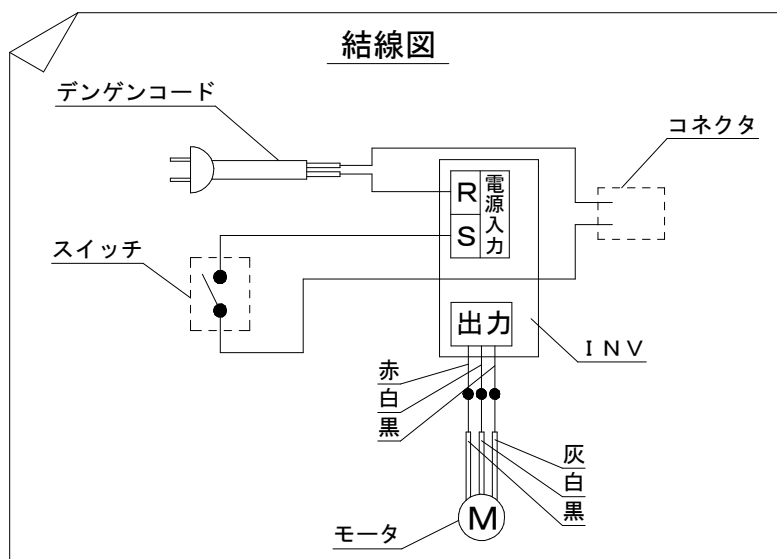 結線図
デンゲンコード
コネクタ
R
S
電源入力
スイッチ
出力
ＩＮＶ
赤
白
黒
灰
白
黒
モータ
M